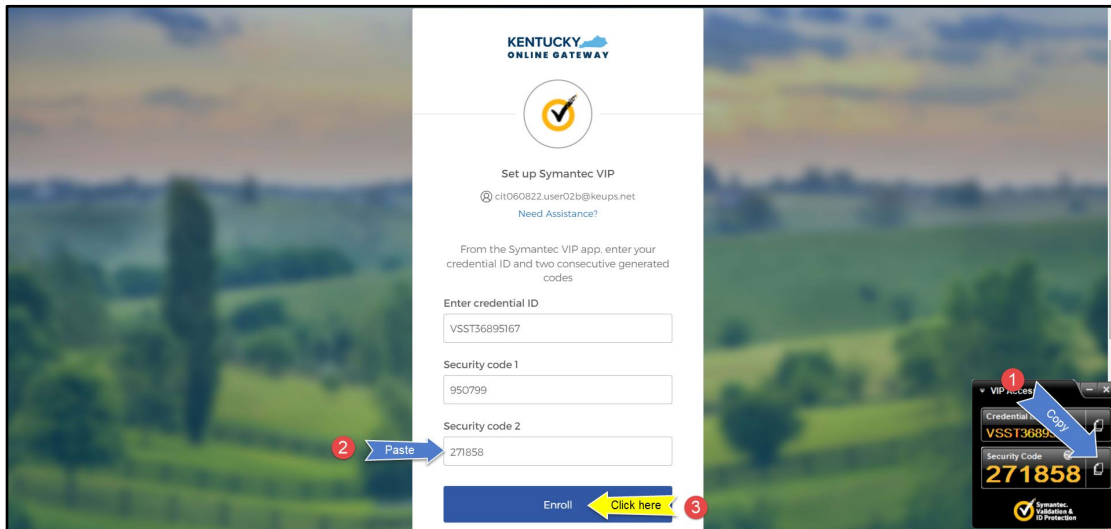 KENTUCKY
ONLINE GATEWAY
Set up Symantec VIP
cit060822.user02b@keups.net
Need Assistance?
From the Symantec VIP app, enter your
credential ID and two consecutive generated
codes
Enter credential ID
VSST36895167
Security code 1
950799
Security code 2
2 Paste
271858
Enroll
Click here 3
1
VIP Access
Copy
Credential
VSST3689
Security Code
271858
Symantec.
Validation &
ID Protection